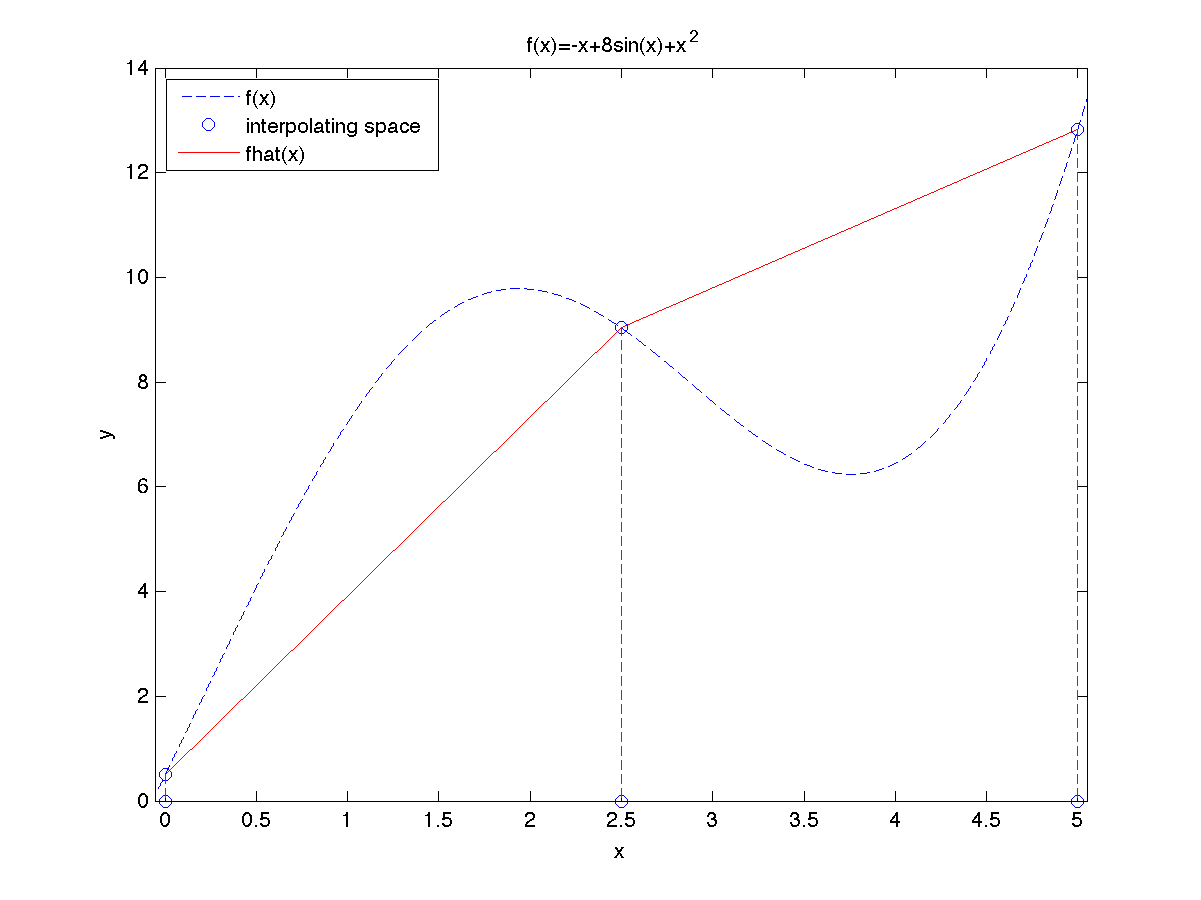 f(x)=-x+8sin(x)+x²
14
12
10
8
6
4
2
0
f(x)
interpolating space
fhat(x)
y
0 0.5 1 1.5 2 2.5 3 3.5 4 4.5 5
x